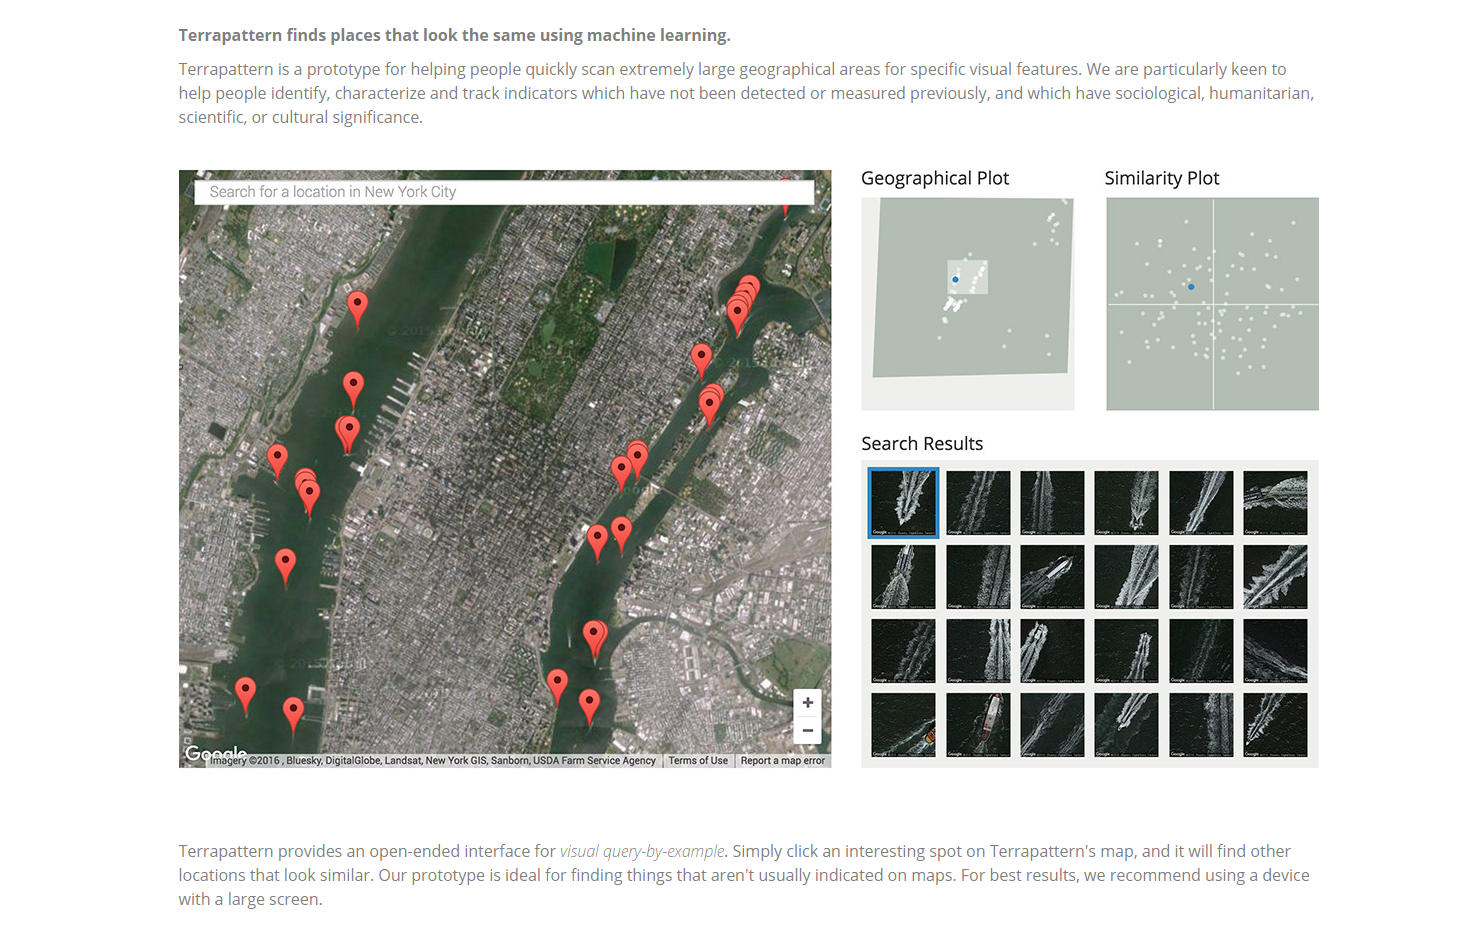 Terrapattern finds places that look the same using machine learning.
Terrapattern is a prototype for helping people quickly scan extremely large geographical areas for specific visual features. We are particularly keen to
help people identify, characterize and track indicators which have not been detected or measured previously, and which have sociological, humanitarian,
scientific, or cultural significance.
Search for a location in New York City
Geographical Plot
Similarity Plot
Search Results
Google
Imagery ©2016 , Bluesky, DigitalGlobe, Landsat, New York GIS, Sanborn, USDA Farm Service Agency
Terms of Use
Report a map error
Terrapattern provides an open-ended interface for visual query-by-example. Simply click an interesting spot on Terrapattern's map, and it will find other
locations that look similar. Our prototype is ideal for finding things that aren't usually indicated on maps. For best results, we recommend using a device
with a large screen.